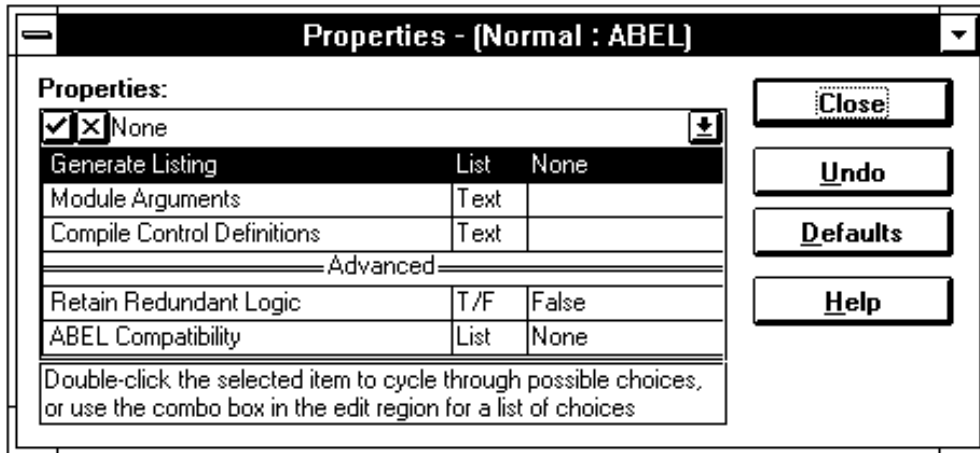 Properties - (Normal : ABEL)
Properties:
None
Generate Listing List None
Module Arguments Text
Compile Control Definitions Text
Advanced
Retain Redundant Logic T/F False
ABEL Compatibility List None
Double-click the selected item to cycle through possible choices,
or use the combo box in the edit region for a list of choices
Close
Undo
Defaults
Help